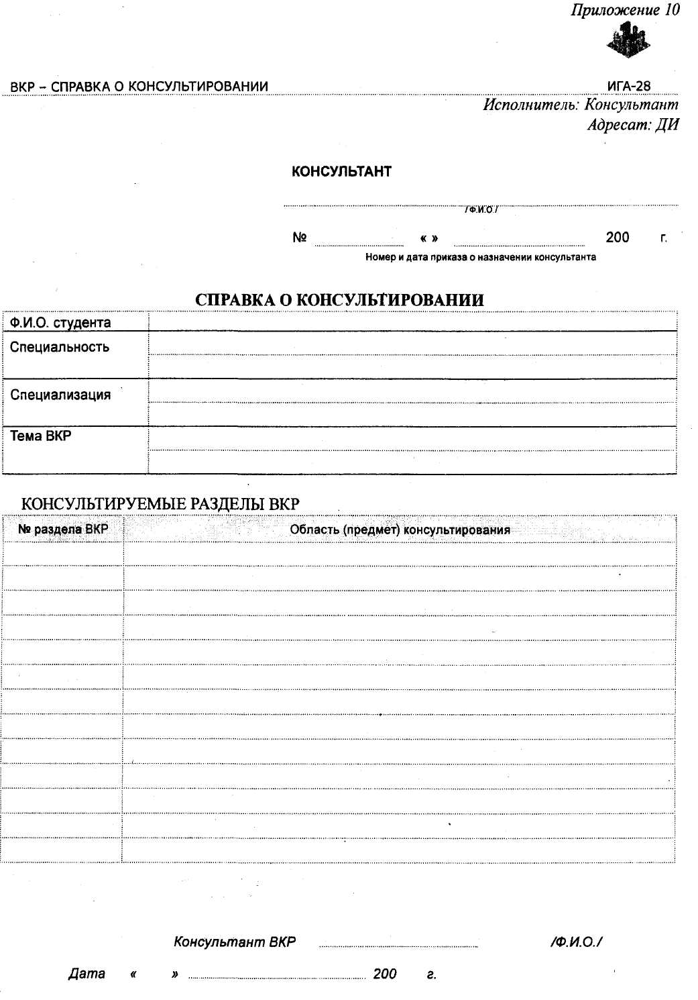 Приложение 10
ВКР – СПРАВКА О КОНСУЛЬТИРОВАНИИ ИГА-28
Исполнитель: Консультант
Адресат: ДИ
КОНСУЛЬТАНТ
/Ф.И.О./
№ « » 200 г.
Номер и дата приказа о назначении консультанта
СПРАВКА О КОНСУЛЬТИРОВАНИИ
Ф.И.О. студента
Специальность
Специализация
Тема ВКР
КОНСУЛЬТИРУЕМЫЕ РАЗДЕЛЫ ВКР
№ раздела ВКР Область (предмет) консультирования
Консультант ВКР /Ф.И.О./
Дата « » 200 г.